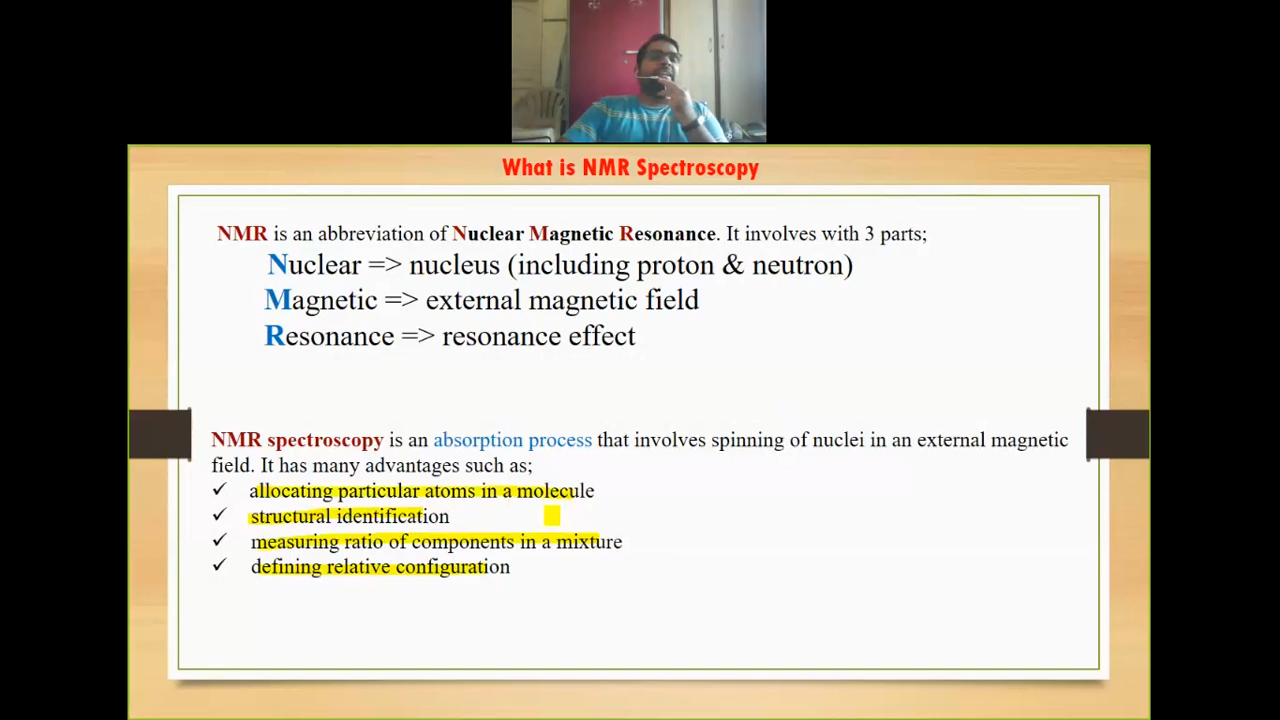 What is NMR Spectroscopy
NMR is an abbreviation of Nuclear Magnetic Resonance. It involves with 3 parts;
Nuclear => nucleus (including proton & neutron)
Magnetic => external magnetic field
Resonance => resonance effect
NMR spectroscopy is an absorption process that involves spinning of nuclei in an external magnetic
field. It has many advantages such as;
✓ allocating particular atoms in a molecule
✓ structural identification
✓ measuring ratio of components in a mixture
✓ defining relative configuration